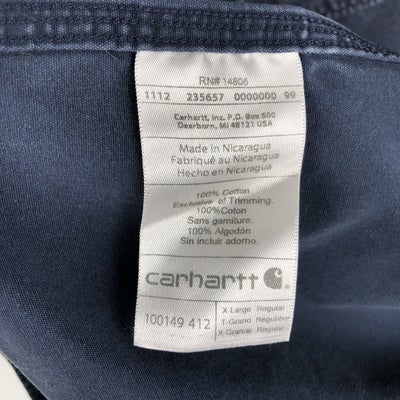 RN# 14806
1112 235657 0000000 99
Carhartt, Inc. P.O. Box 600
Dearborn, MI 48121 USA
Made in Nicaragua
Fabriqué au Nicaragua
Hecho en Nicaragua
100% Cotton
Exclusive of Trimming.
100%Coton
Sans garniture.
100% Algodón
Sin incluir adorno.
carhartt
100149 412
X-Large Regular
T-Grand. Régulière
X-Grande Regular